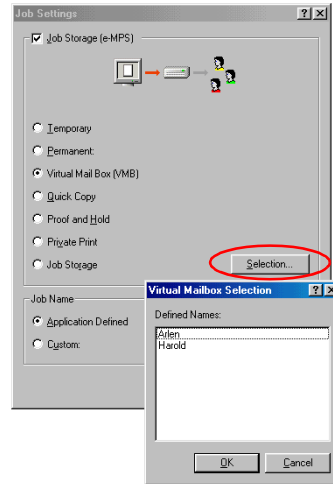 Job Settings
Job Storage (e-MPS)
Temporary
Permanent:
Virtual Mail Box (VMB)
Quick Copy
Proof and Hold
Private Print
Job Storage
Selection...
Job Name
Application Defined
Custom:
Virtual Mailbox Selection
Defined Names:
Arlen
Harold
OK
Cancel